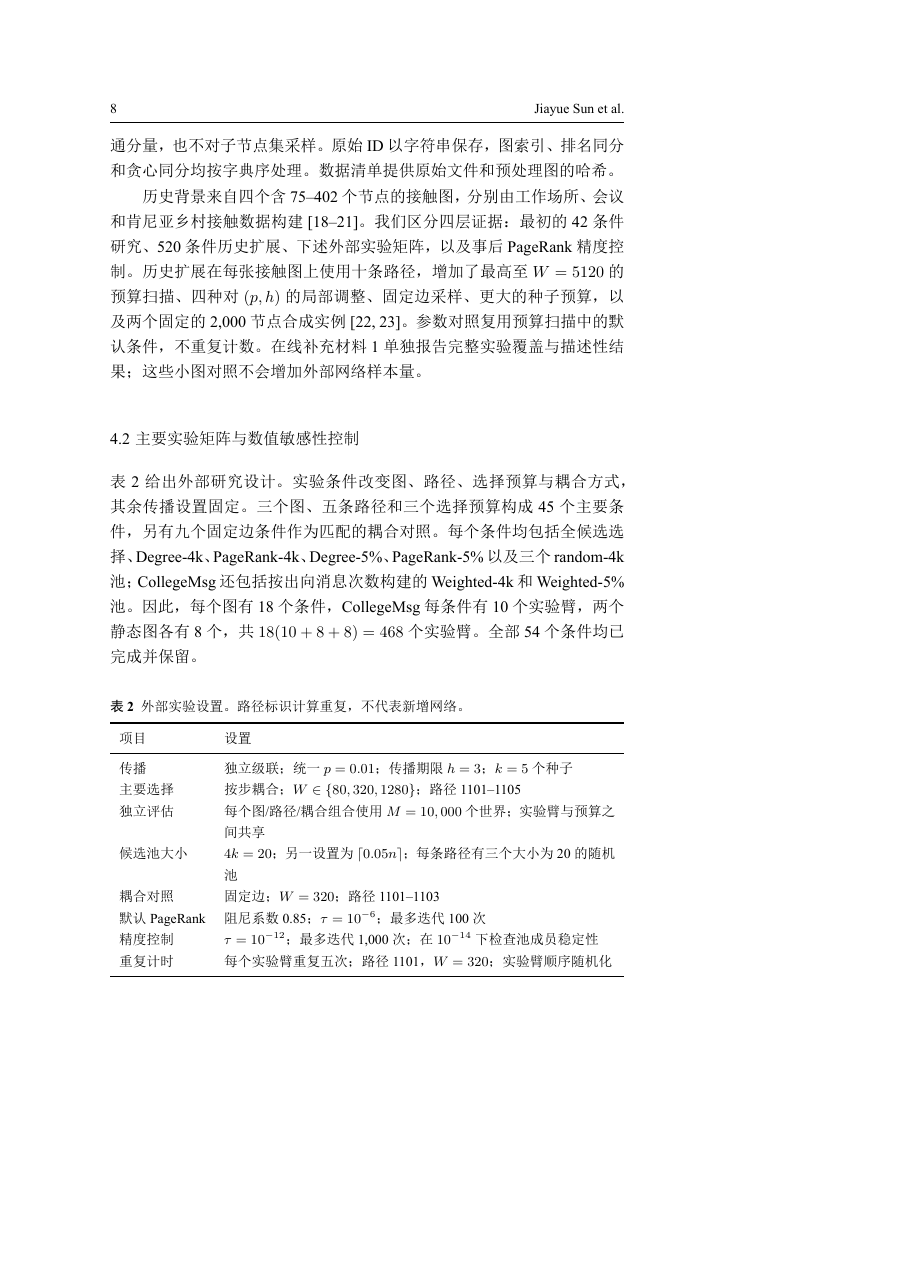 8 Jiayue Sun et al.
通分量，也不对子节点集采样。原始 ID 以字符串保存，图索引、排名同分
和贪心同分均按字典序处理。数据清单提供原始文件和预处理图的哈希。
历史背景来自四个含 75–402 个节点的接触图，分别由工作场所、会议
和肯尼亚乡村接触数据构建 [18–21]。我们区分四层证据：最初的 42 条件
研究、520 条件历史扩展、下述外部实验矩阵，以及事后 PageRank 精度控
制。历史扩展在每张接触图上使用十条路径，增加了最高至 W = 5120 的
预算扫描、四种对 (p, h) 的局部调整、固定边采样、更大的种子预算，以
及两个固定的 2,000 节点合成实例 [22, 23]。参数对照复用预算扫描中的默
认条件，不重复计数。在线补充材料 1 单独报告完整实验覆盖与描述性结
果；这些小图对照不会增加外部网络样本量。
4.2 主要实验矩阵与数值敏感性控制
表 2 给出外部研究设计。实验条件改变图、路径、选择预算与耦合方式，
其余传播设置固定。三个图、五条路径和三个选择预算构成 45 个主要条
件，另有九个固定边条件作为匹配的耦合对照。每个条件均包括全候选选
择、Degree-4k、PageRank-4k、Degree-5%、PageRank-5% 以及三个 random-4k
池；CollegeMsg 还包括按出向消息次数构建的 Weighted-4k 和 Weighted-5%
池。因此，每个图有 18 个条件，CollegeMsg 每条件有 10 个实验臂，两个
静态图各有 8 个，共 18(10 + 8 + 8) = 468 个实验臂。全部 54 个条件均已
完成并保留。
表 2 外部实验设置。路径标识计算重复，不代表新增网络。
项目 设置
传播 独立级联；统一 p = 0.01；传播期限 h = 3；k = 5 个种子
主要选择 按步耦合；W ∈ {80, 320, 1280}；路径 1101–1105
独立评估 每个图/路径/耦合组合使用 M = 10, 000 个世界；实验臂与预算之
间共享
候选池大小 4k = 20；另一设置为 ⌈0.05n⌉；每条路径有三个大小为 20 的随机
池
耦合对照 固定边；W = 320；路径 1101–1103
默认 PageRank 阻尼系数 0.85；τ = 10⁻⁶；最多迭代 100 次
精度控制 τ = 10⁻¹²；最多迭代 1,000 次；在 10⁻¹⁴ 下检查池成员稳定性
重复计时 每个实验臂重复五次；路径 1101，W = 320；实验臂顺序随机化